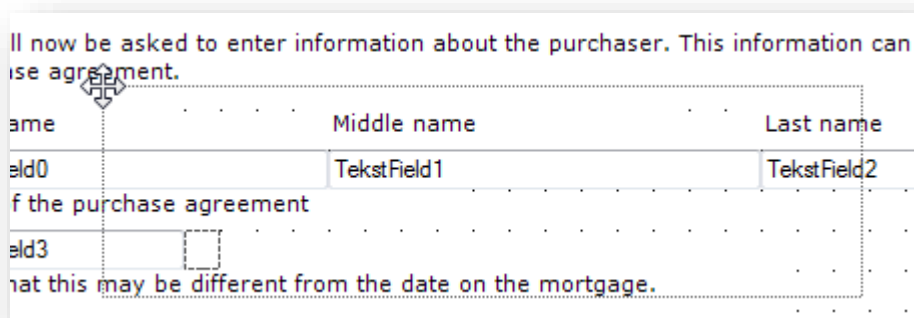 ll now be asked to enter information about the purchaser. This information can
se agreement.
ame Middle name Last name
eld0 TekstField1 TekstField2
f the purchase agreement
eld3
hat this may be different from the date on the mortgage.